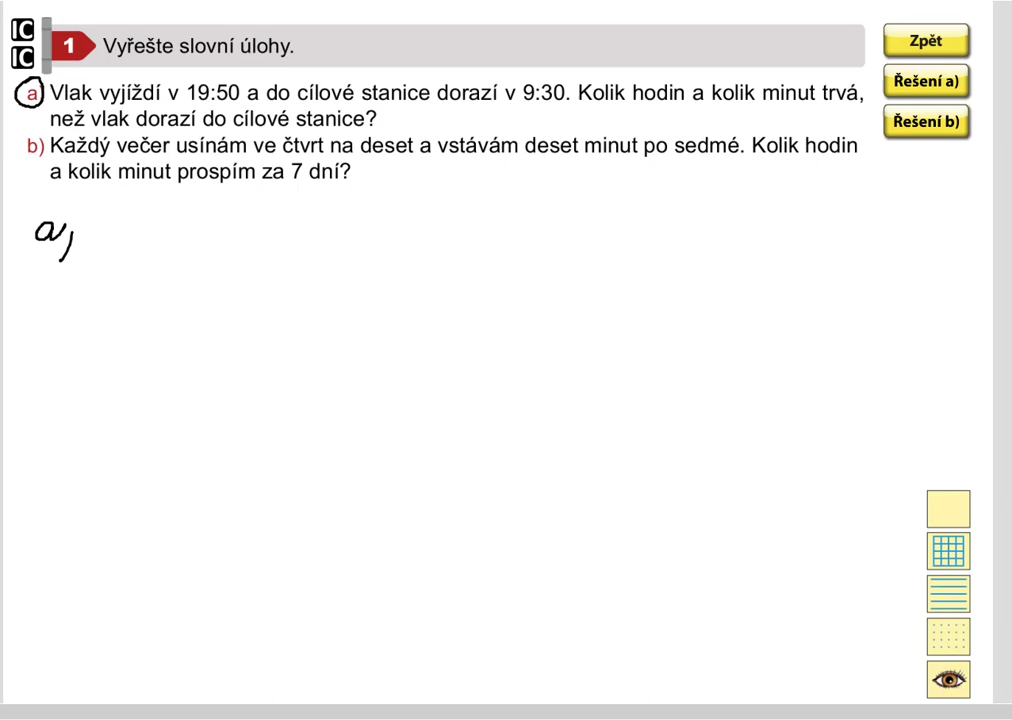 IC
IC
1 Vyřešte slovní úlohy.
Zpět
Řešení a)
Řešení b)
a) Vlak vyjíždí v 19:50 a do cílové stanice dorazí v 9:30. Kolik hodin a kolik minut trvá,
než vlak dorazí do cílové stanice?
b) Každý večer usínám ve čtvrt na deset a vstávám deset minut po sedmé. Kolik hodin
a kolik minut prospím za 7 dní?
a)